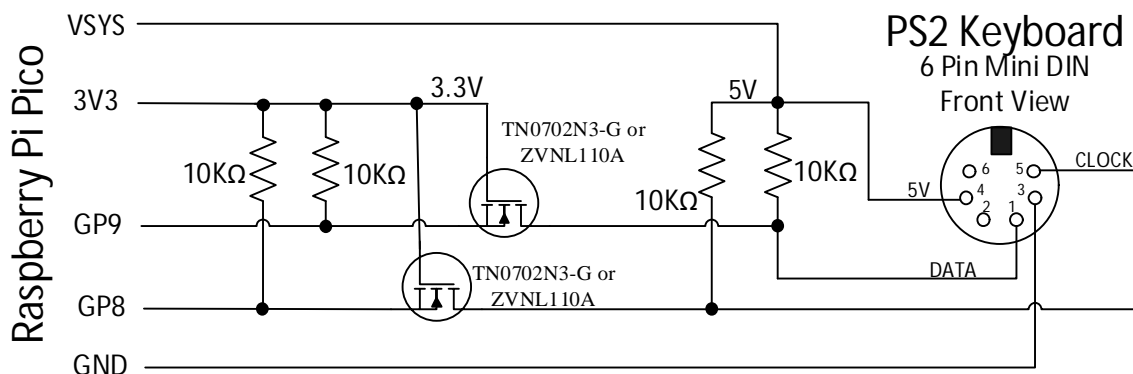 Raspberry Pi Pico
VSYS
3V3
GP9
GP8
GND
3.3V
5V
10KΩ
10KΩ
10KΩ
10KΩ
TN0702N3-G or
ZVNL110A
TN0702N3-G or
ZVNL110A
PS2 Keyboard
6 Pin Mini DIN
Front View
6
5
4
3
2
1
5V
CLOCK
DATA